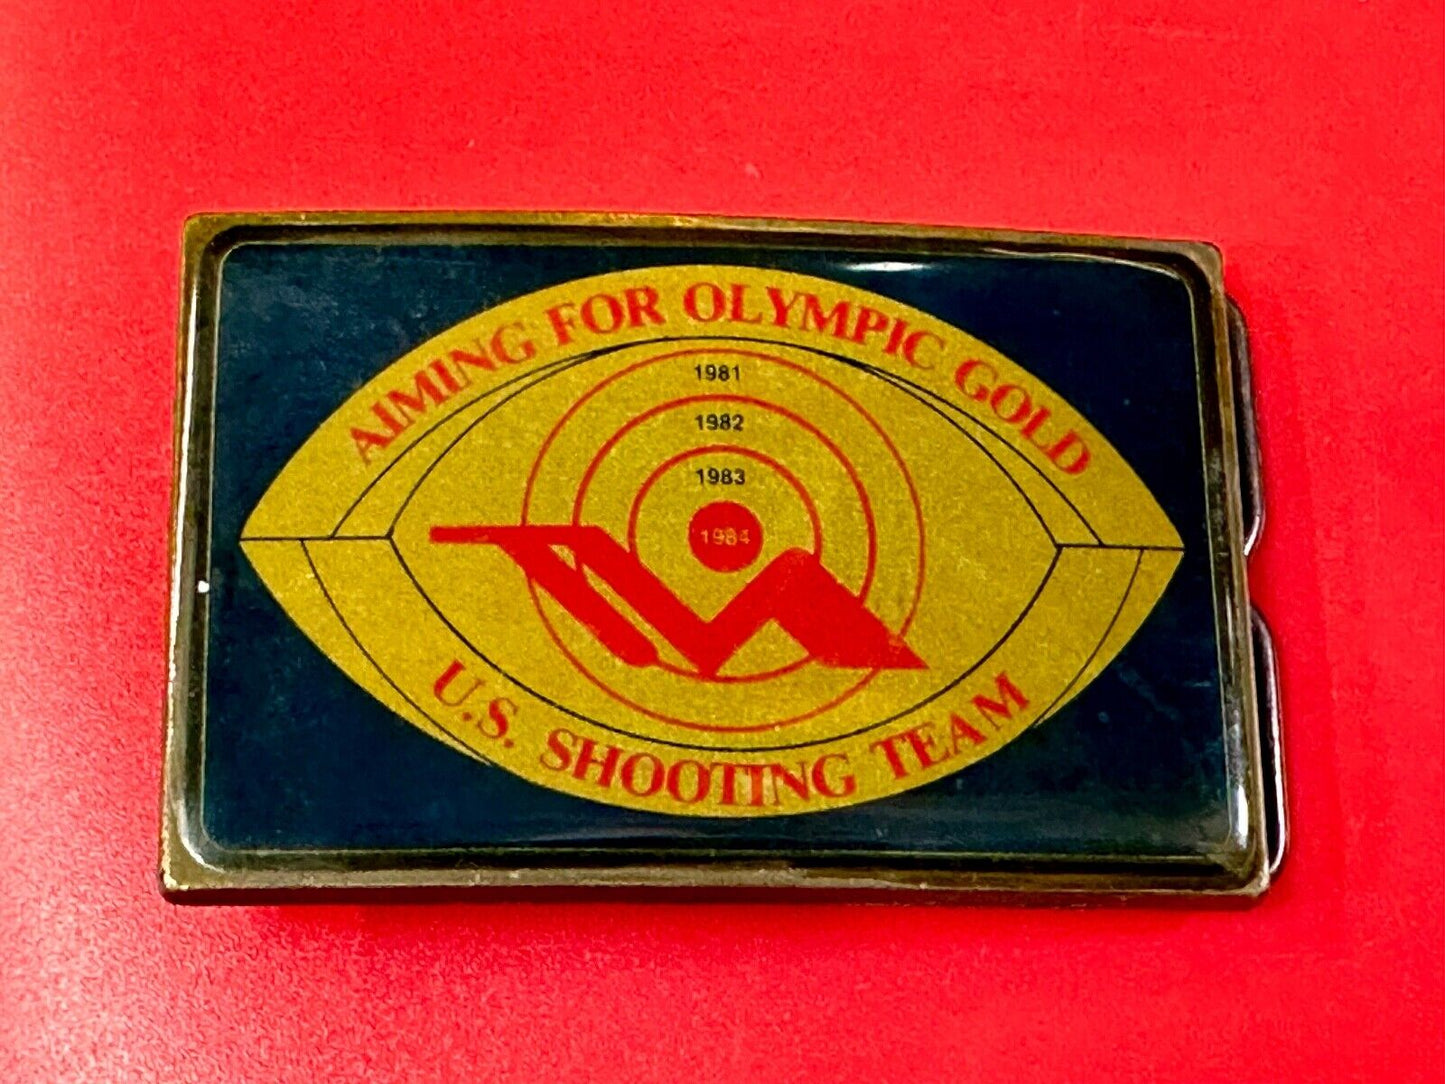 AIMING FOR OLYMPIC GOLD
1981
1982
1983
1984
U.S. SHOOTING TEAM